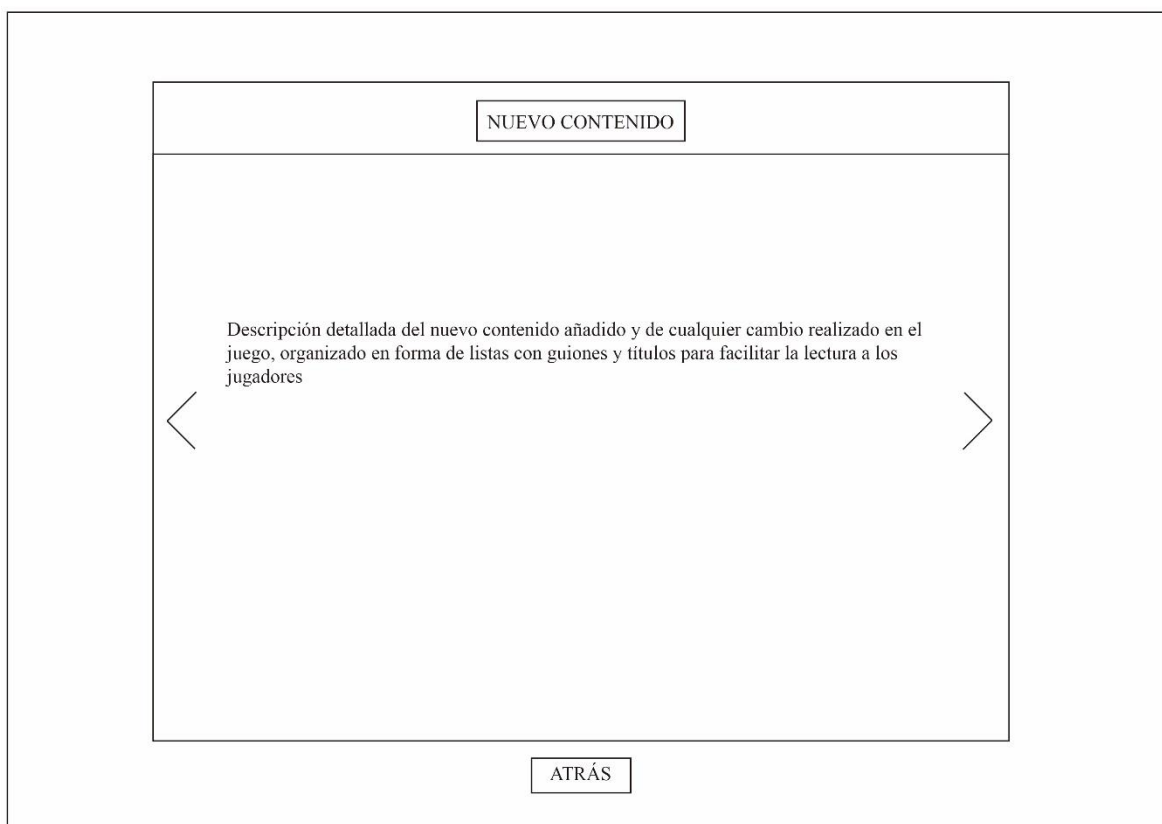 NUEVO CONTENIDO
Descripción detallada del nuevo contenido añadido y de cualquier cambio realizado en el
juego, organizado en forma de listas con guiones y títulos para facilitar la lectura a los
jugadores
ATRÁS